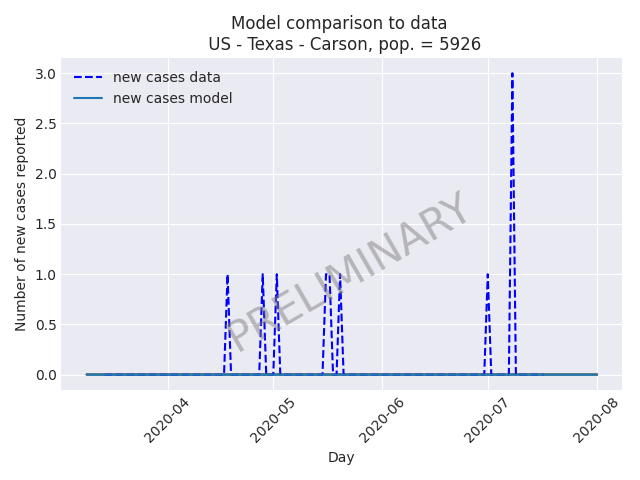 Model comparison to data
US - Texas - Carson, pop. = 5926
new cases data
new cases model
Number of new cases reported
3.0
2.5
2.0
1.5
1.0
0.5
0.0
PRELIMINARY
2020-04
2020-05
2020-06
2020-07
2020-08
Day